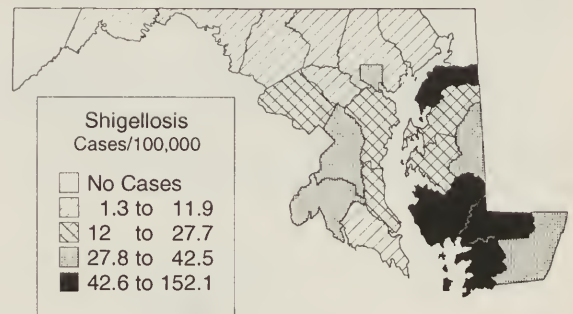 Shigellosis
Cases/100,000
No Cases
1.3 to 11.9
12 to 27.7
27.8 to 42.5
42.6 to 152.1